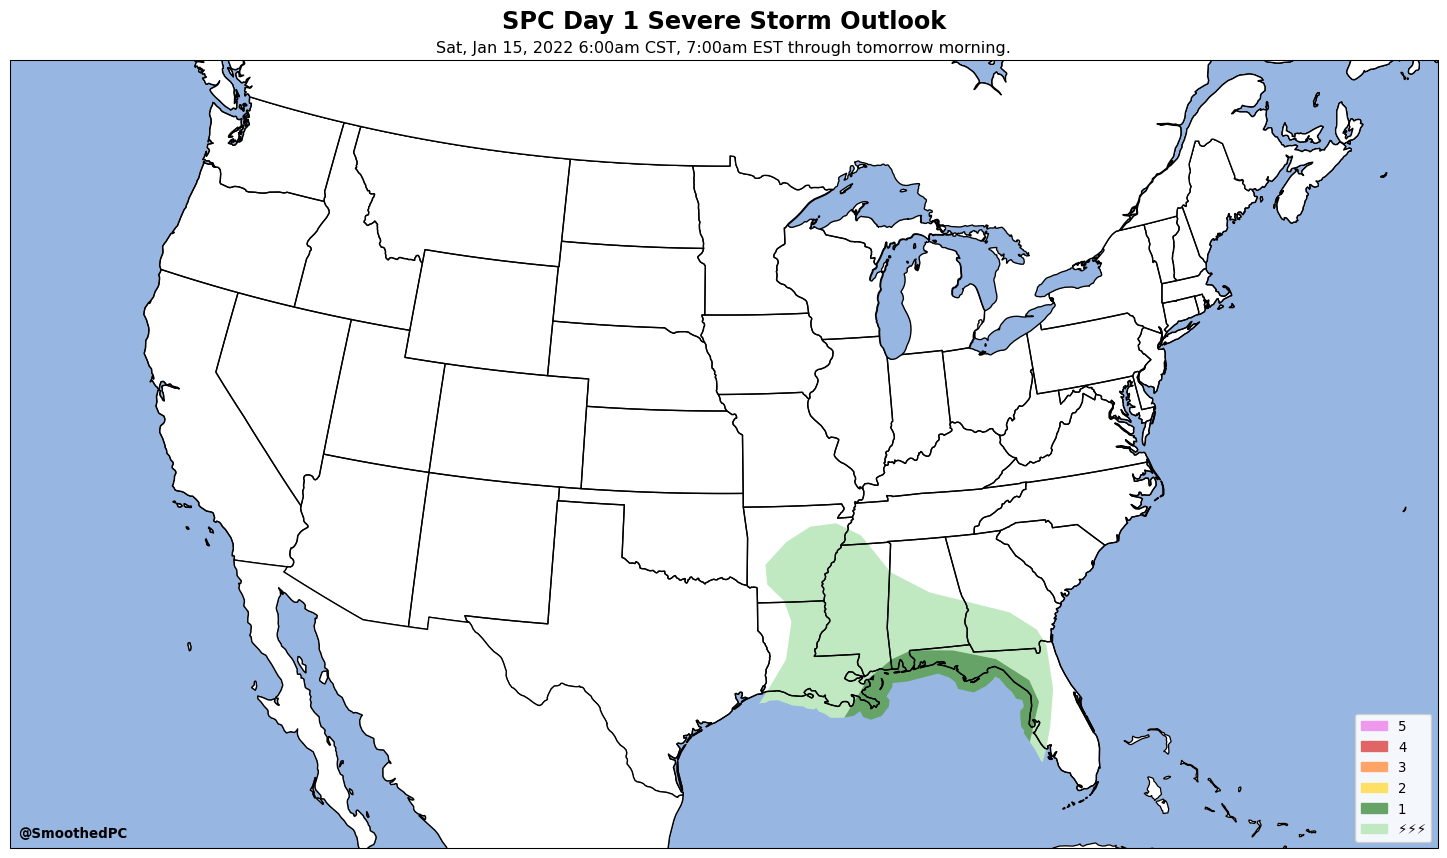 SPC Day 1 Severe Storm Outlook
Sat, Jan 15, 2022 6:00am CST, 7:00am EST through tomorrow morning.
5
4
3
2
1
⚡⚡⚡
@SmoothedPC